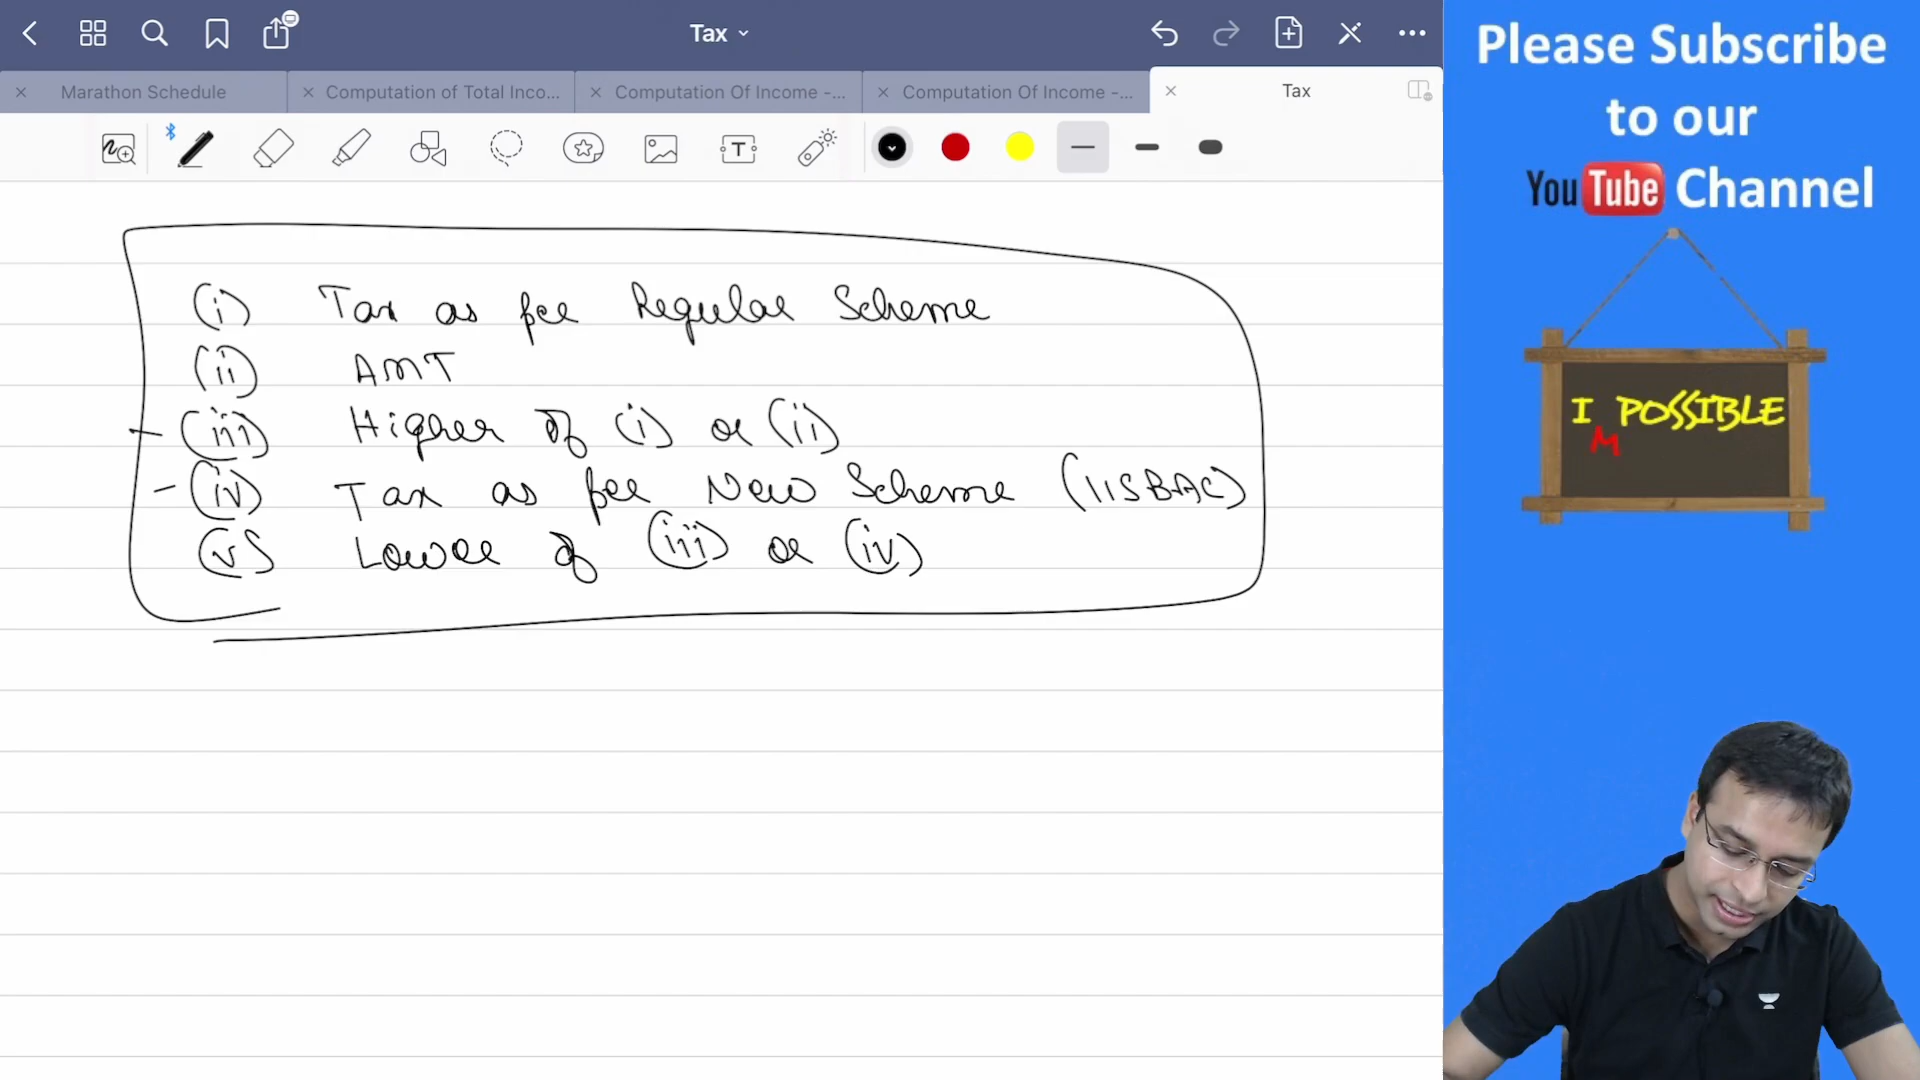 Tax
Marathon Schedule
Computation of Total Inco...
Computation Of Income -...
Computation Of Income -...
Tax
(i) Tax as per Regular Scheme
(ii) AMT
(iii) Higher of (i) or (ii)
(iv) Tax as per New Scheme (115BAC)
(v) Lower of (iii) or (iv)
Please Subscribe
to our
YouTube Channel
I POSSIBLE
M